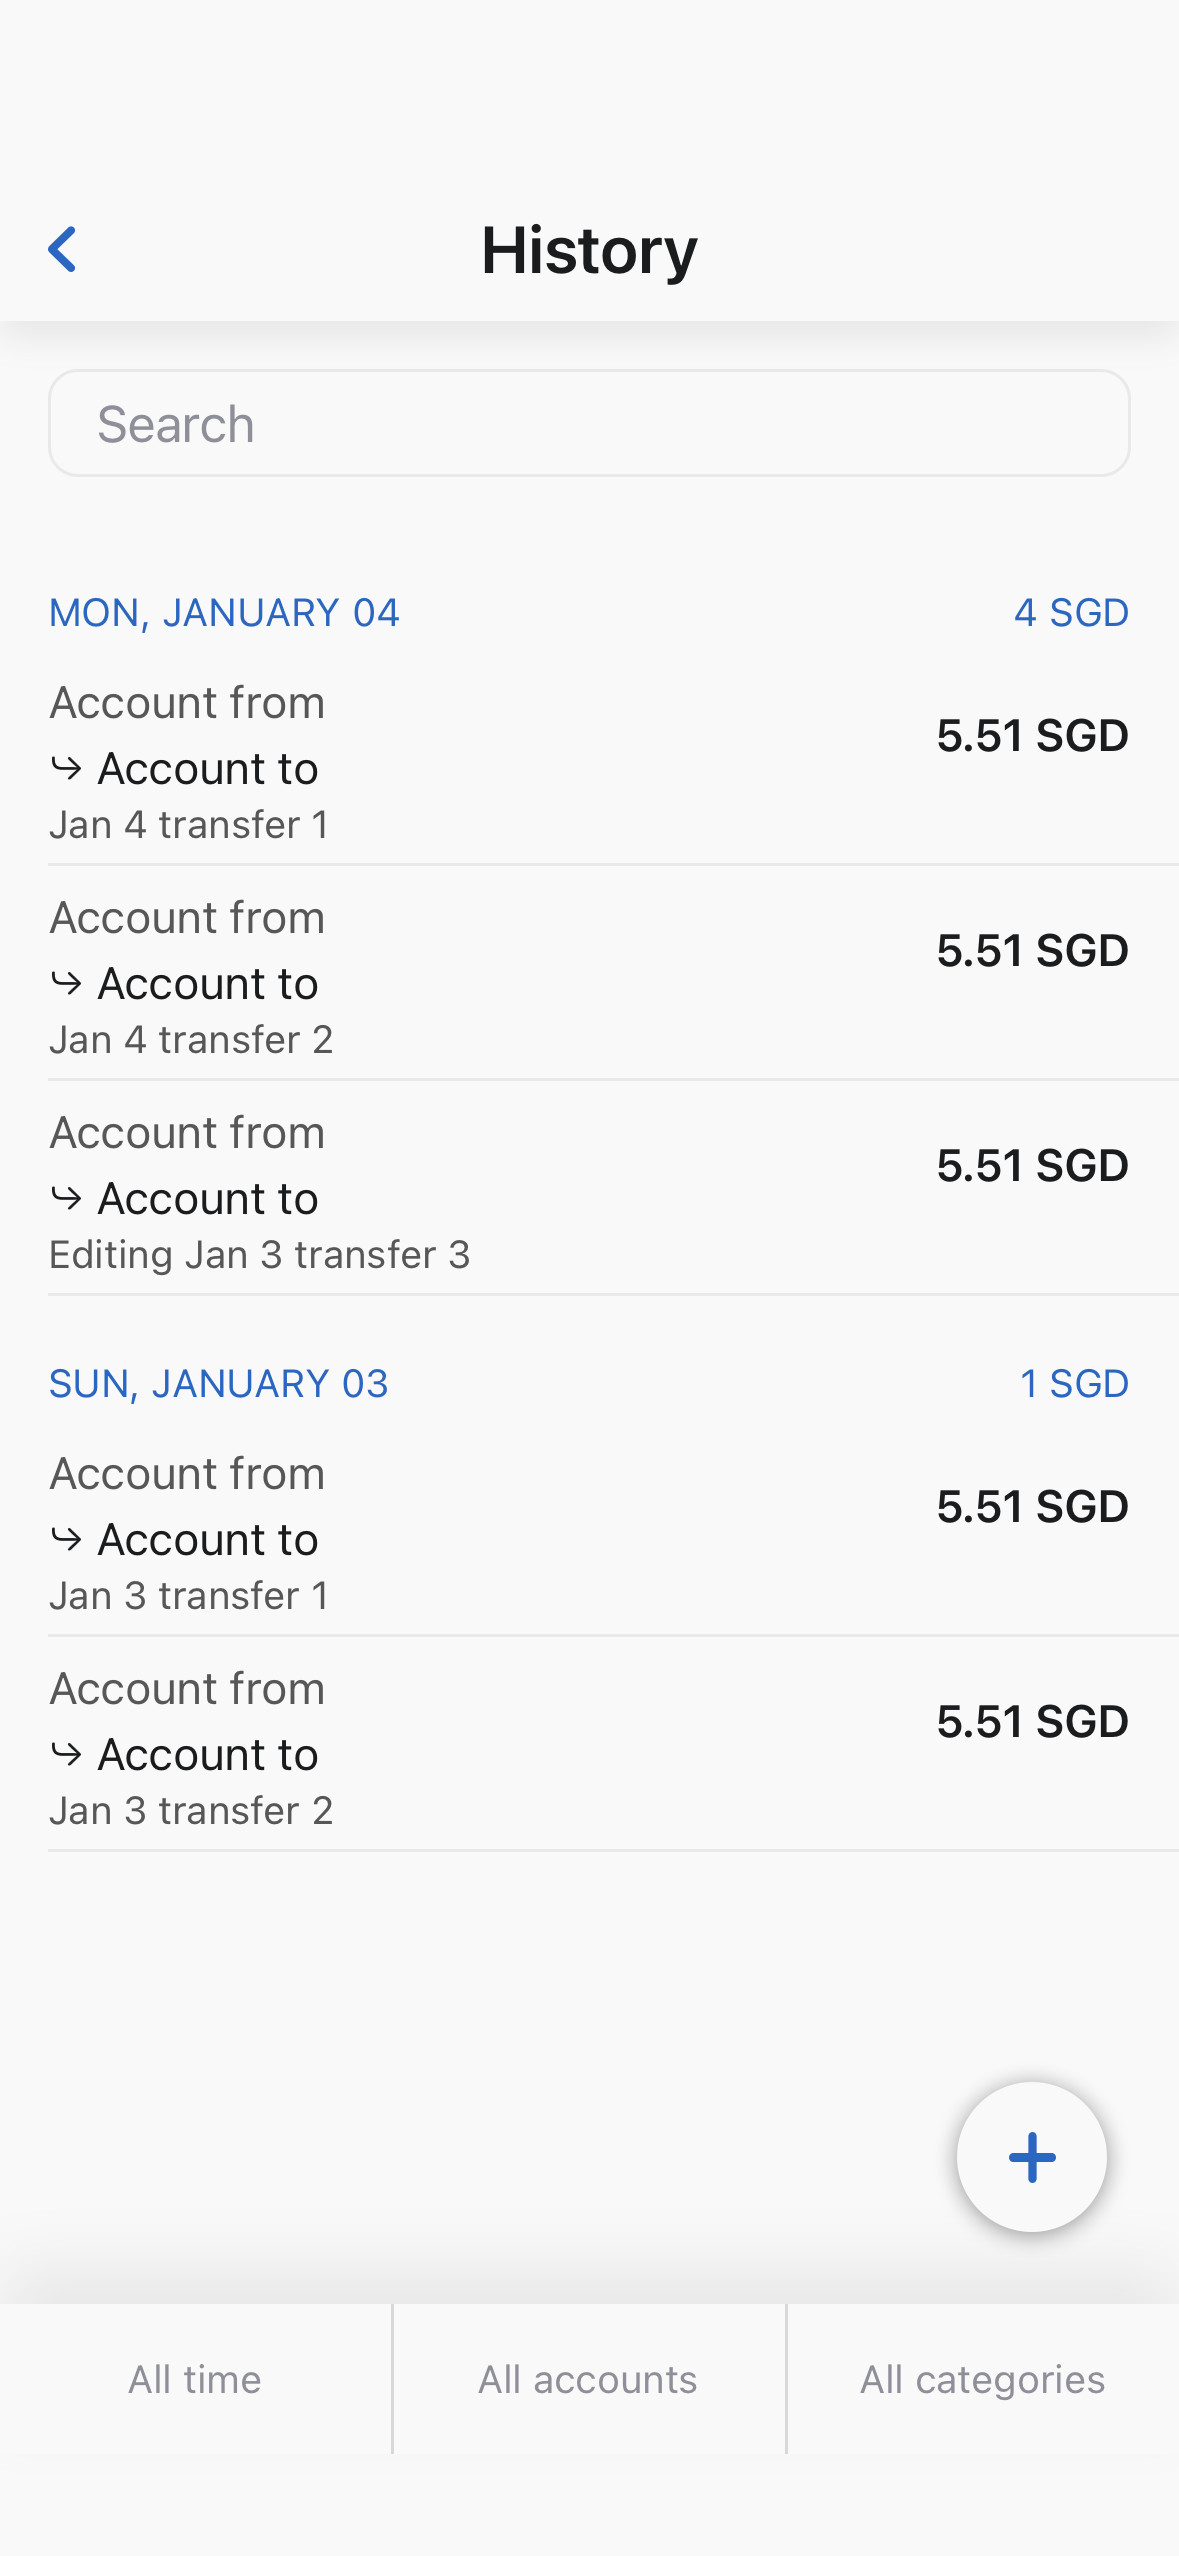 History
Search
MON, JANUARY 04 4 SGD
Account from
5.51 SGD
Account to
Jan 4 transfer 1
Account from
5.51 SGD
Account to
Jan 4 transfer 2
Account from
5.51 SGD
Account to
Editing Jan 3 transfer 3
SUN, JANUARY 03 1 SGD
Account from
5.51 SGD
Account to
Jan 3 transfer 1
Account from
5.51 SGD
Account to
Jan 3 transfer 2
All time All accounts All categories